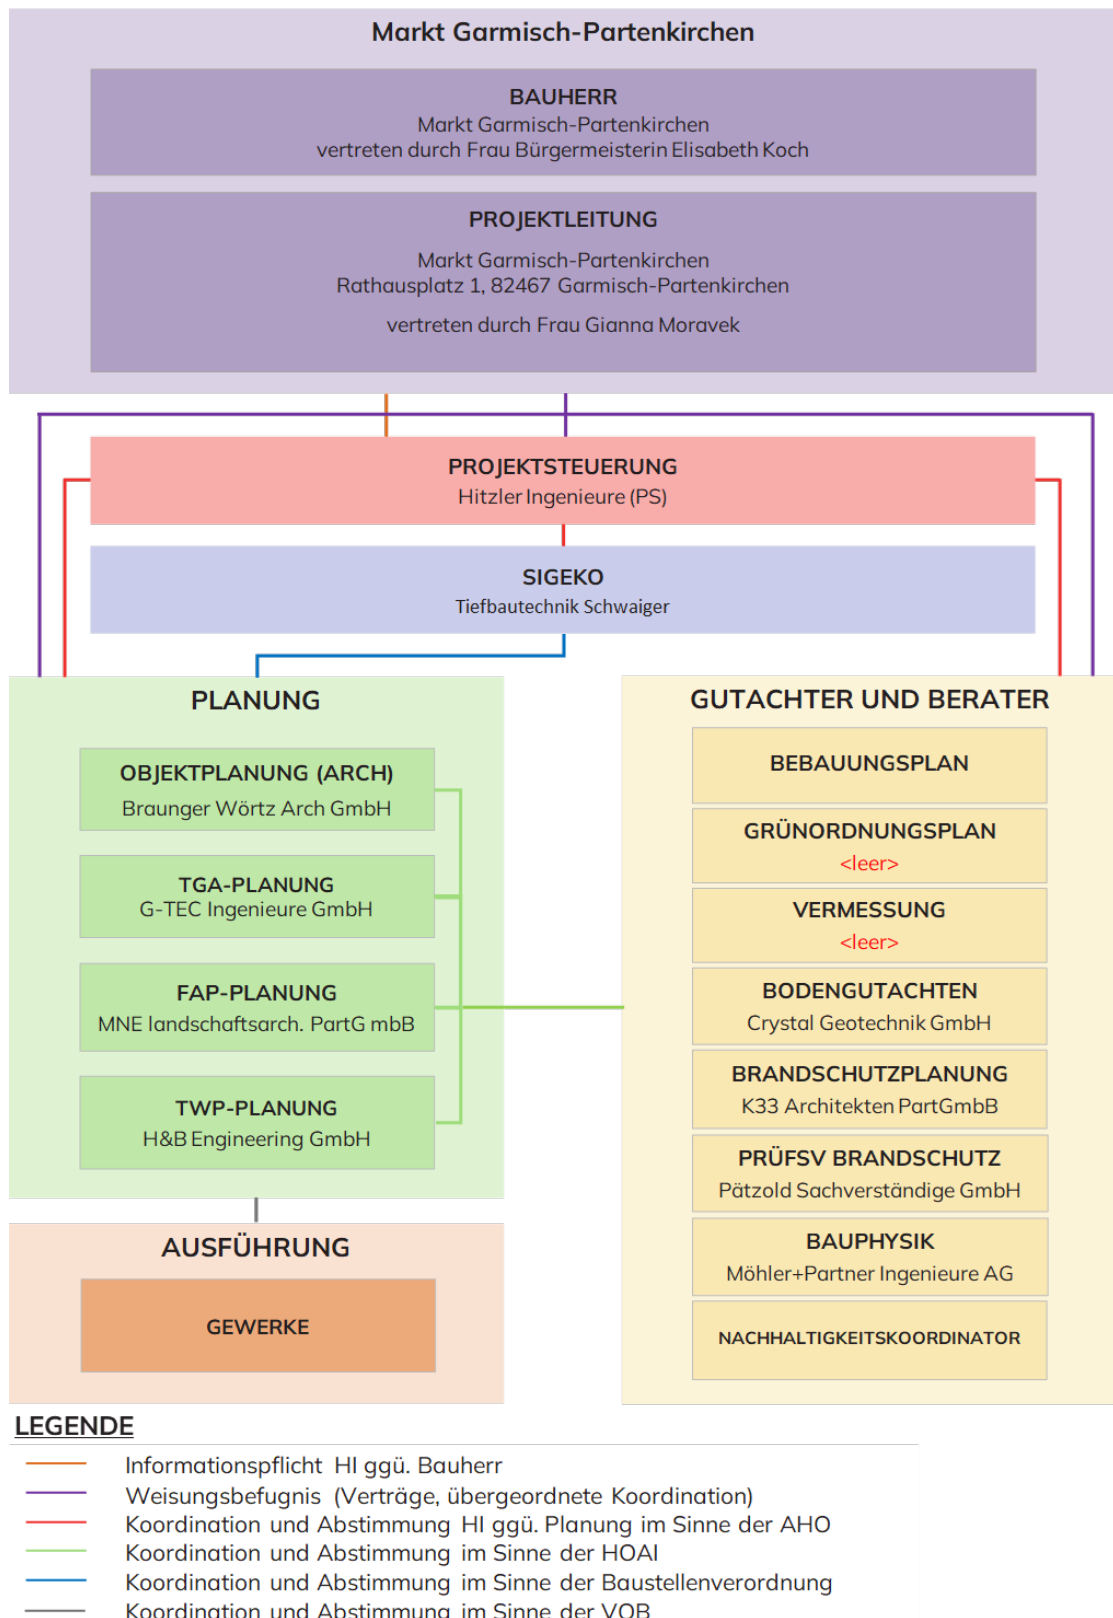 Markt Garmisch-Partenkirchen
BAUHERR
Markt Garmisch-Partenkirchen
vertreten durch Frau Bürgermeisterin Elisabeth Koch
PROJEKTLEITUNG
Markt Garmisch-Partenkirchen
Rathausplatz 1, 82467 Garmisch-Partenkirchen
vertreten durch Frau Gianna Moravek
PROJEKTSTEUERUNG
Hitzler Ingenieure (PS)
SIGEKO
Tiefbautechnik Schwaiger
PLANUNG
OBJEKTPLANUNG (ARCH)
Braunger Wörtz Arch GmbH
TGA-PLANUNG
G-TEC Ingenieure GmbH
FAP-PLANUNG
MNE landschaftsarch. PartG mbB
TWP-PLANUNG
H&B Engineering GmbH
AUSFÜHRUNG
GEWERKE
GUTACHTER UND BERATER
BEBAUUNGSPLAN
GRÜNORDNUNGSPLAN
<leer>
VERMESSUNG
<leer>
BODENGUTACHTEN
Crystal Geotechnik GmbH
BRANDSCHUTZPLANUNG
K33 Architekten PartGmbB
PRÜFSV BRANDSCHUTZ
Pätzold Sachverständige GmbH
BAUPHYSIK
Möhler+Partner Ingenieure AG
NACHHALTIGKEITSKOORDINATOR
LEGENDE
Informationspflicht HI ggü. Bauherr
Weisungsbefugnis (Verträge, übergeordnete Koordination)
Koordination und Abstimmung HI ggü. Planung im Sinne der AHO
Koordination und Abstimmung im Sinne der HOAI
Koordination und Abstimmung im Sinne der Baustellenverordnung
Koordination und Abstimmung im Sinne der VOB